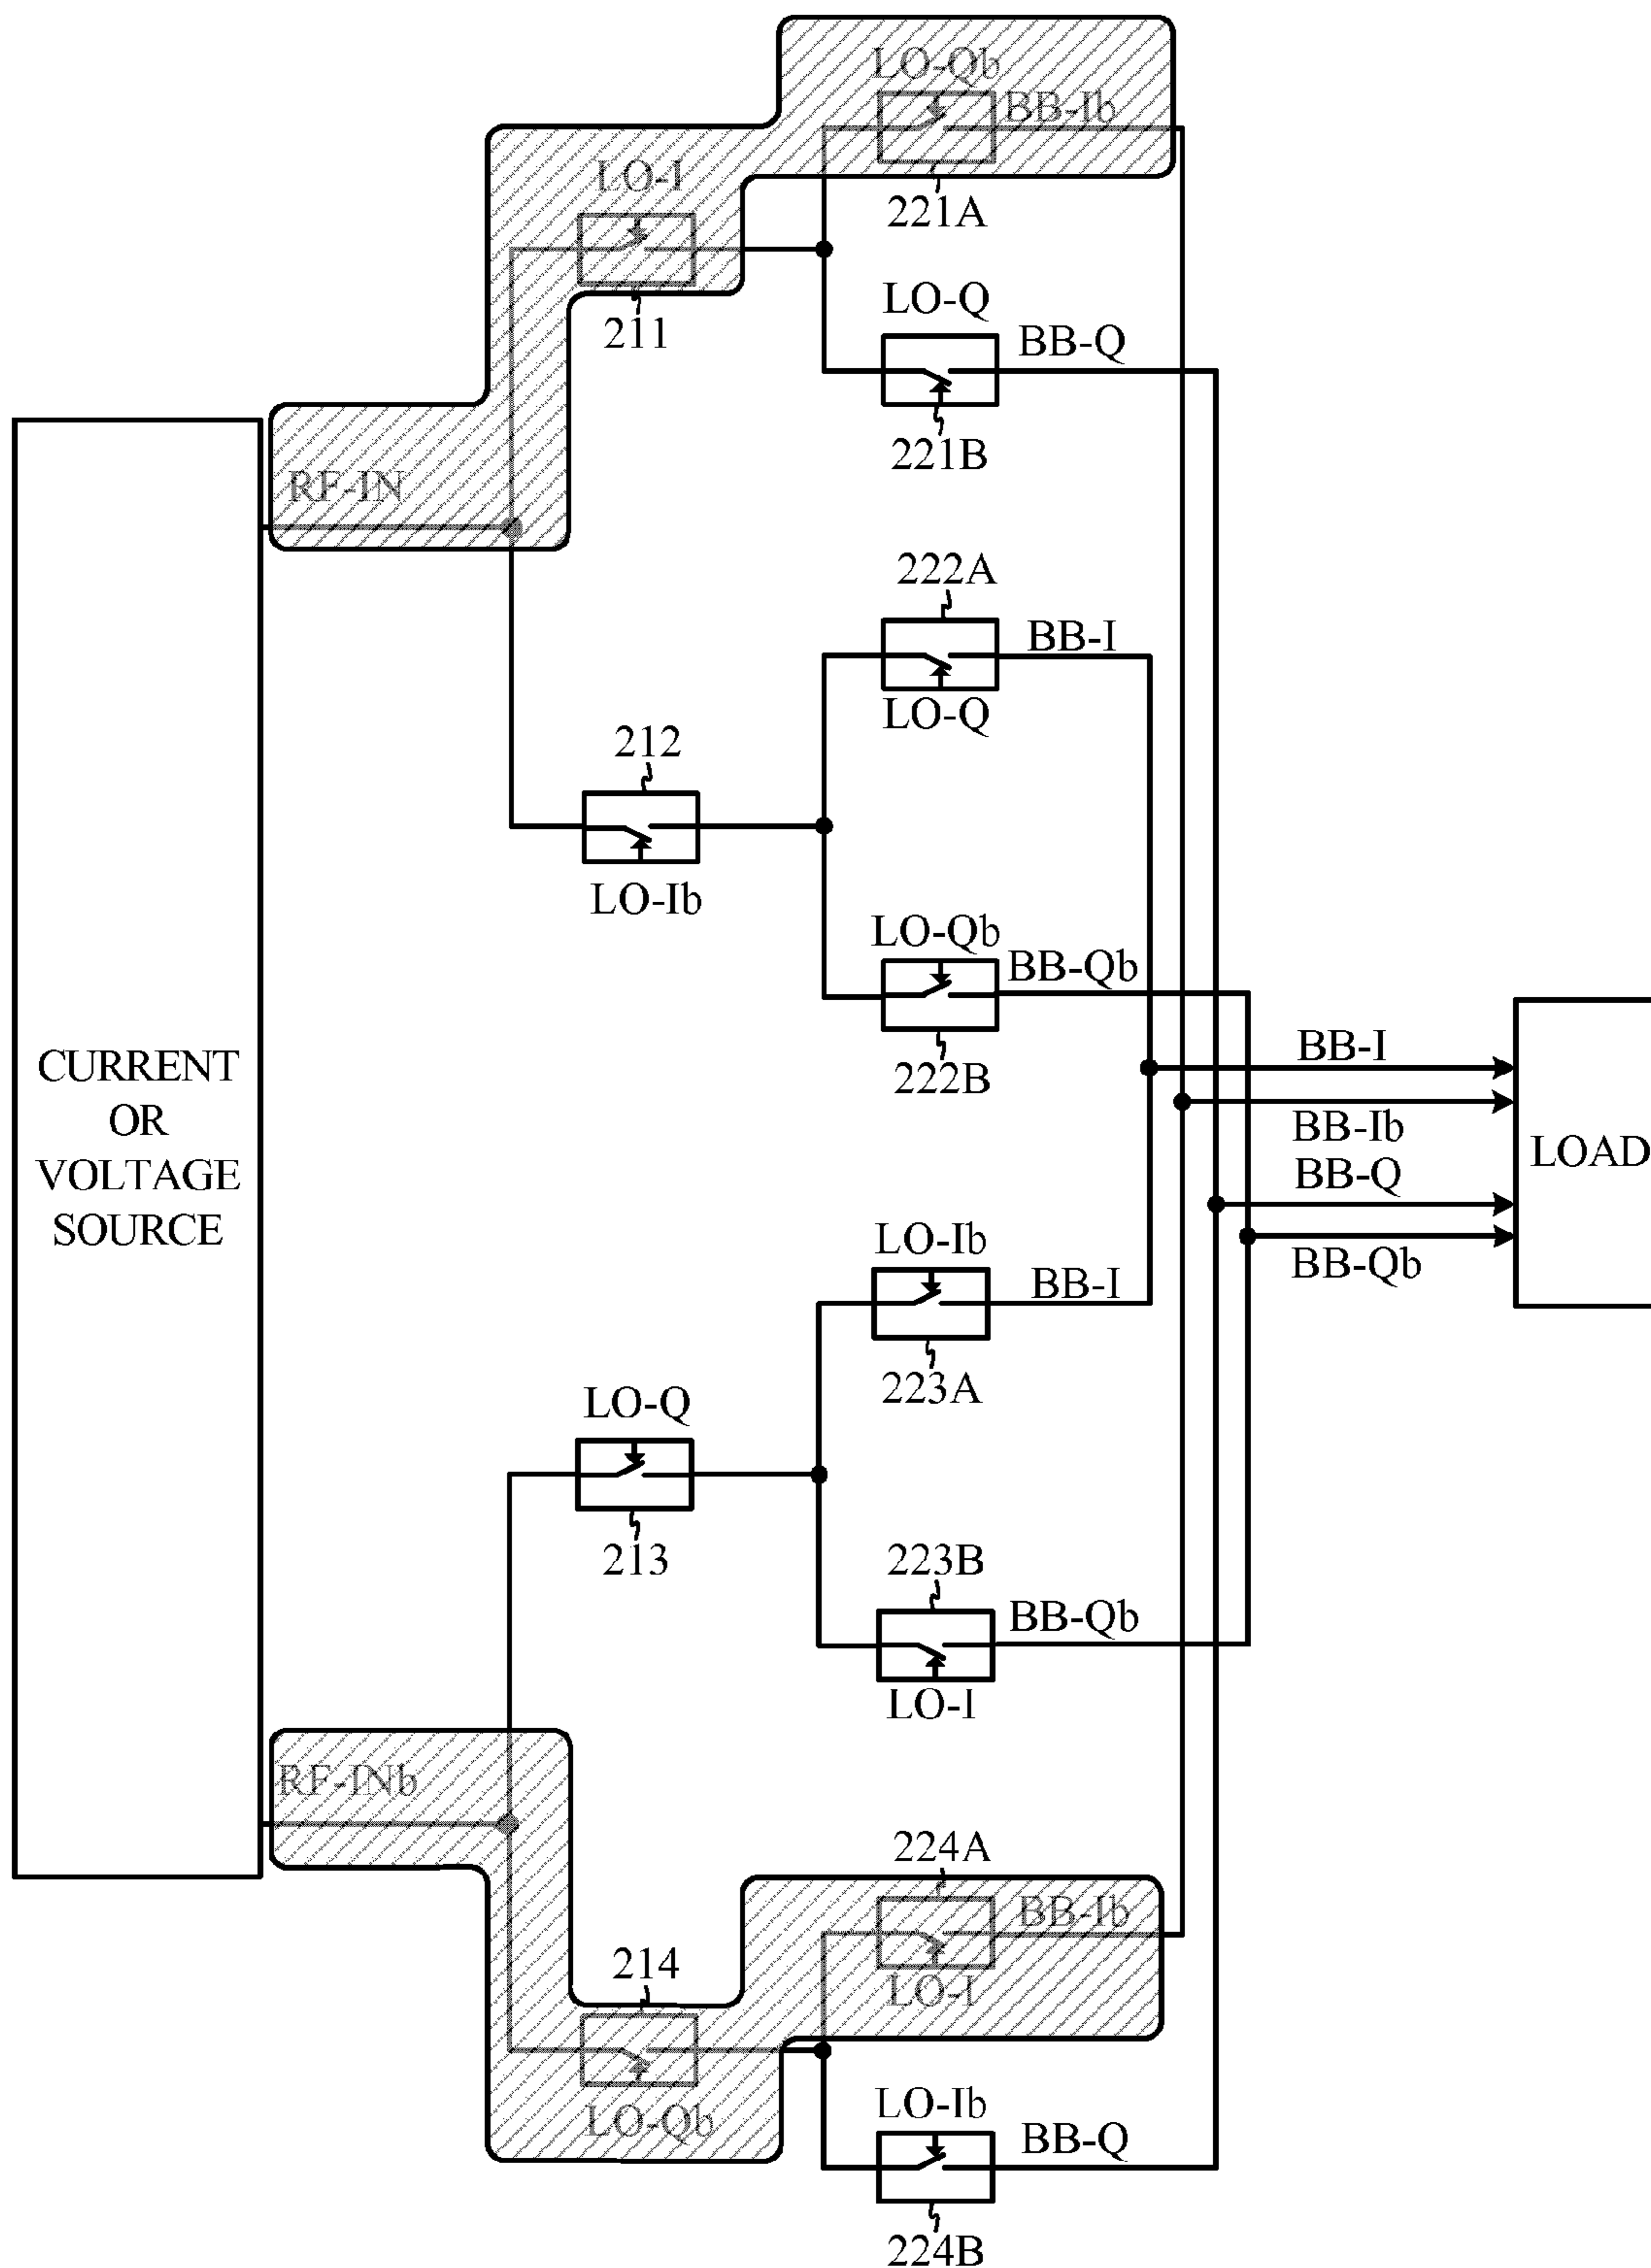 LO-Qb
BB-Ib
221A
LO-I
211
LO-Q
BB-Q
221B
RF-IN
222A
BB-I
LO-Q
212
LO-Ib
LO-Qb
BB-Qb
222B
CURRENT
OR
VOLTAGE
SOURCE
BB-I
BB-Ib
BB-Q
BB-Qb
LOAD
LO-Ib
BB-I
223A
LO-Q
213
223B
BB-Qb
LO-I
RF-INb
224A
BB-Ib
LO-I
214
LO-Qb
LO-Ib
BB-Q
224B